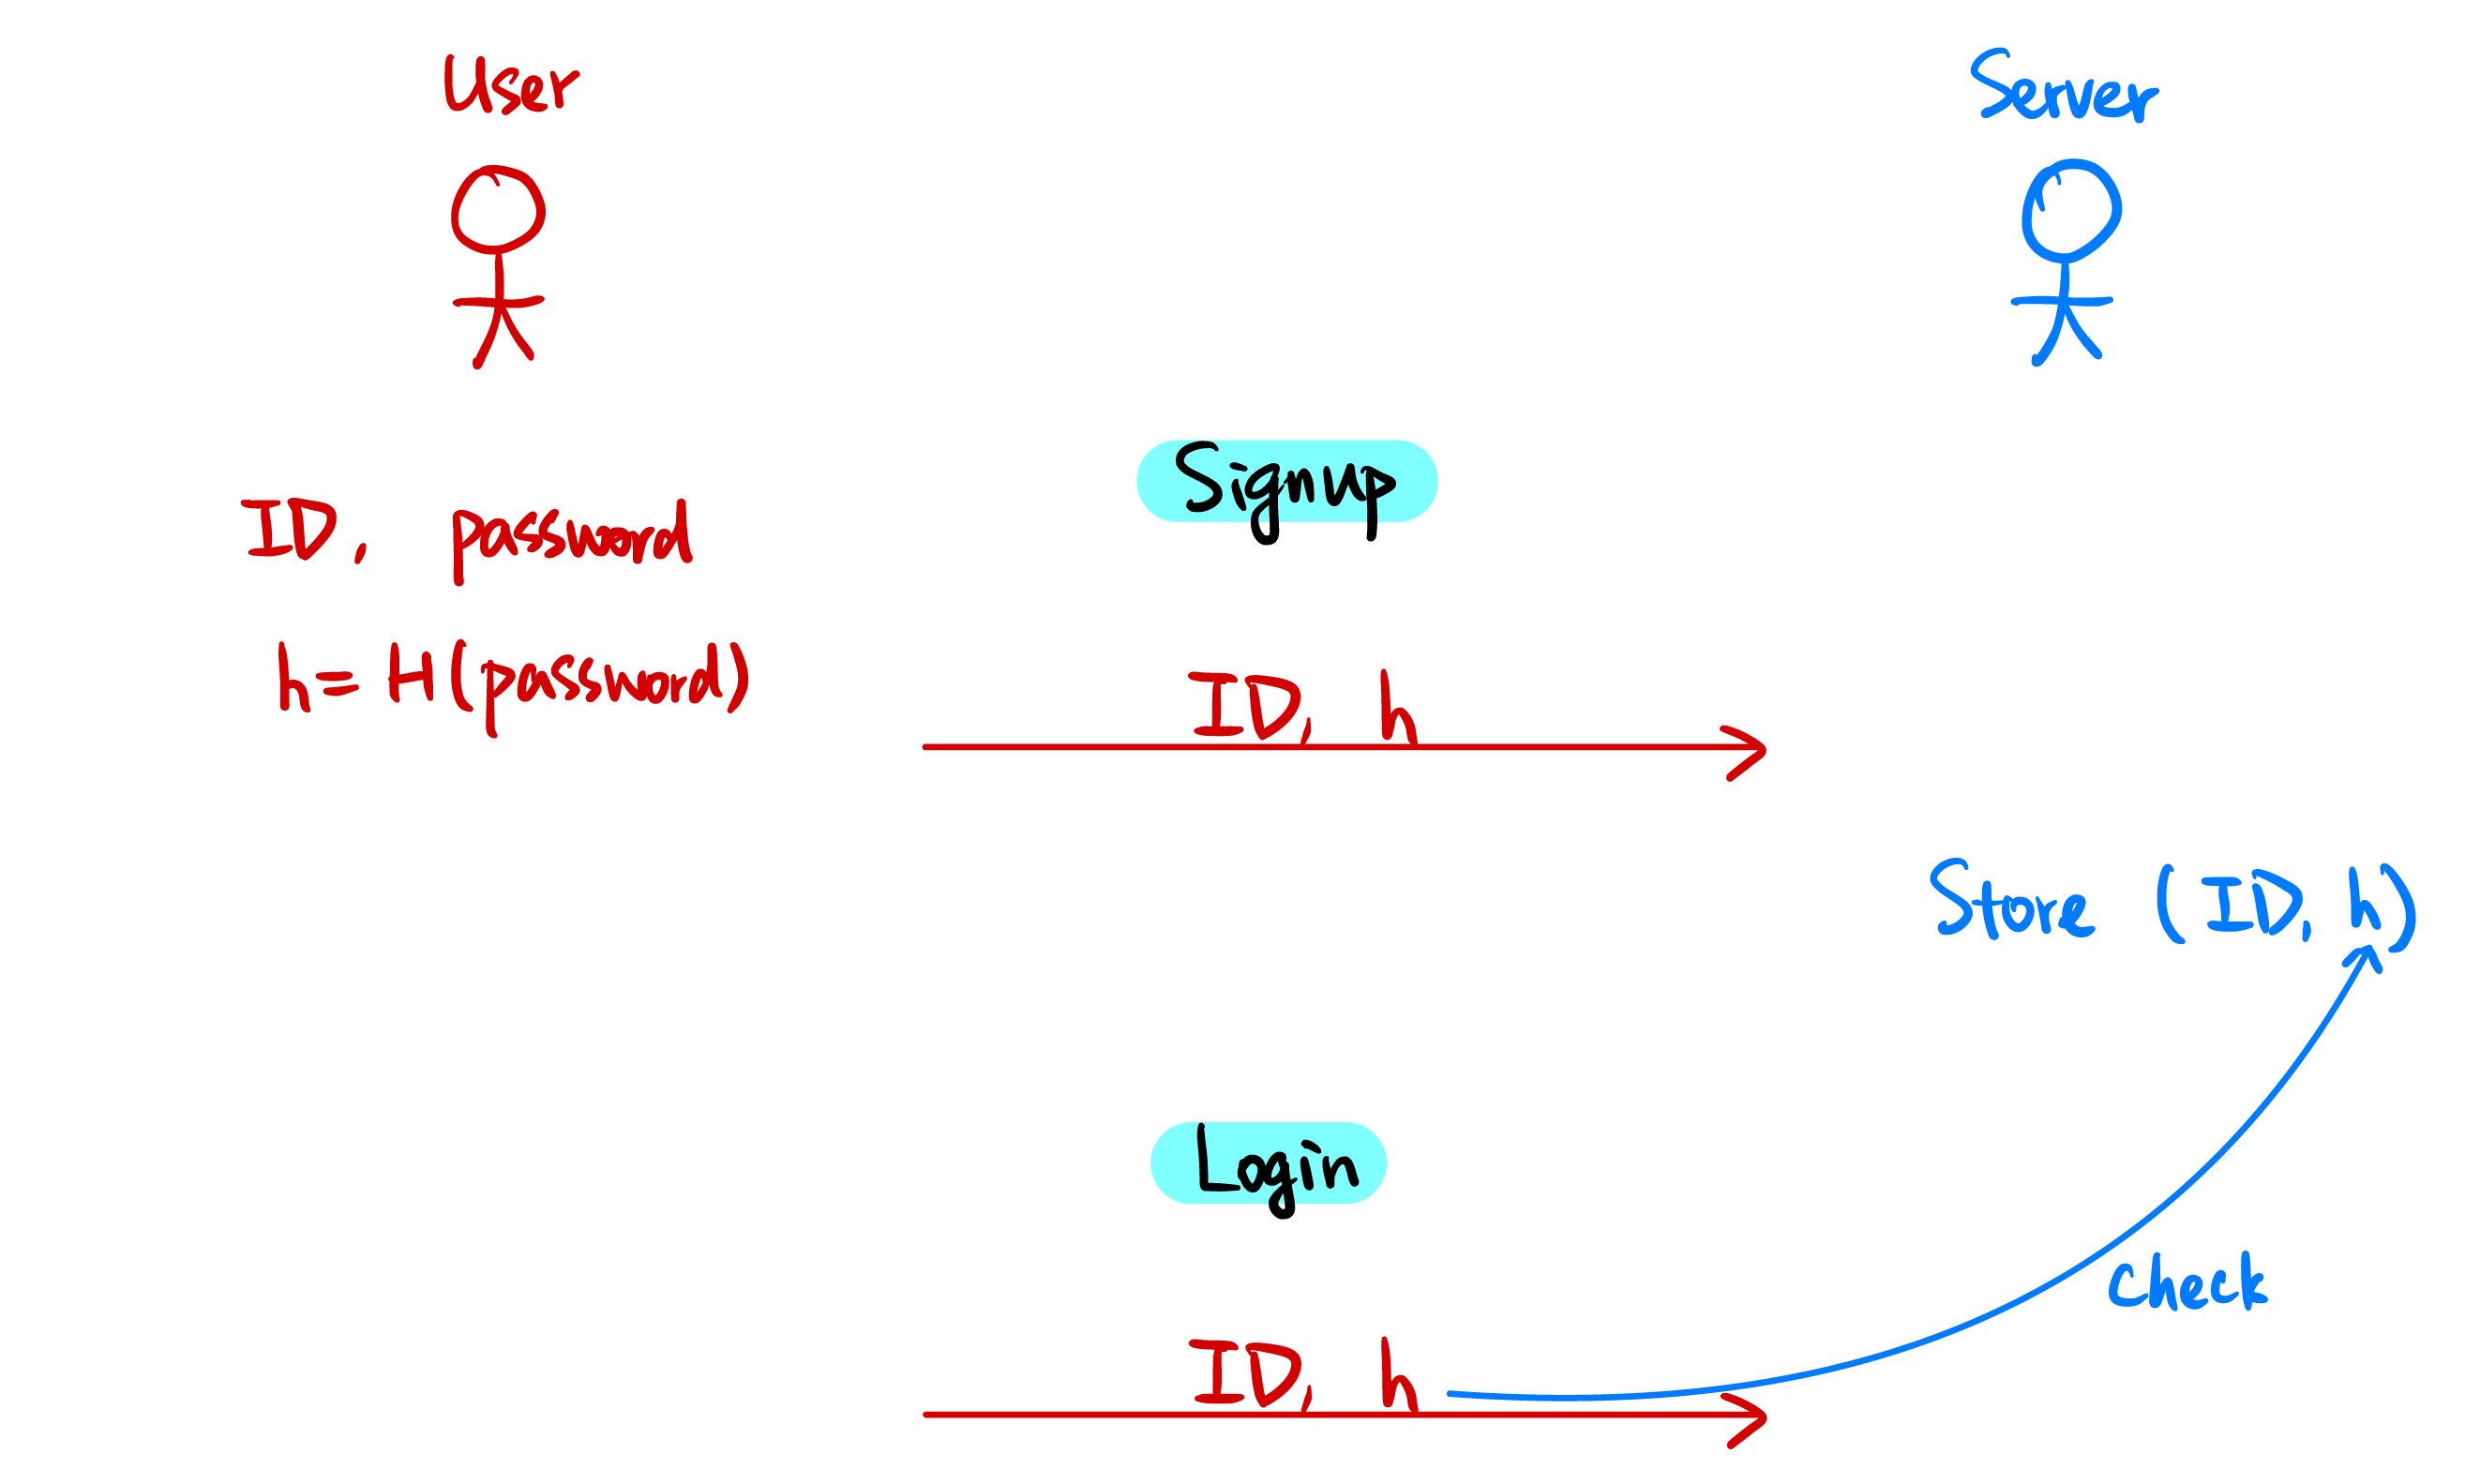 User
Server
Signup
ID, password
h = H(password)
ID, h
Store (ID, h)
Login
Check
ID, h